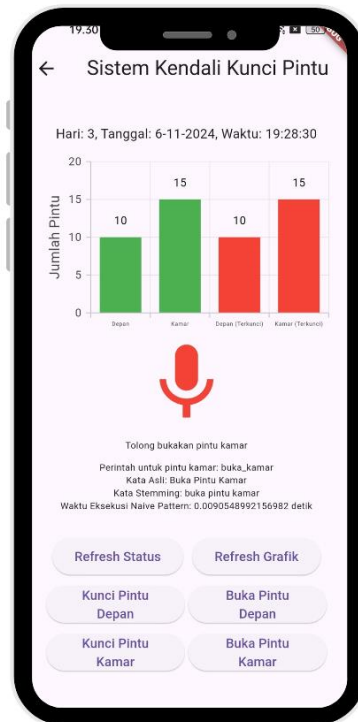 19.30
50
Sistem Kendali Kunci Pintu
Hari: 3, Tanggal: 6-11-2024, Waktu: 19:28:30
20
15
10
5
0
Jumlah Pintu
10
15
10
15
Depan
Kamar
Depan (Terkunci)
Kamar (Terkunci)
Tolong bukakan pintu kamar
Perintah untuk pintu kamar: buka_kamar
Kata Asli: Buka Pintu Kamar
Kata Stemming: buka pintu kamar
Waktu Eksekusi Naive Pattern: 0.0090548992156982 detik
Refresh Status
Refresh Grafik
Kunci Pintu
Depan
Buka Pintu
Depan
Kunci Pintu
Kamar
Buka Pintu
Kamar